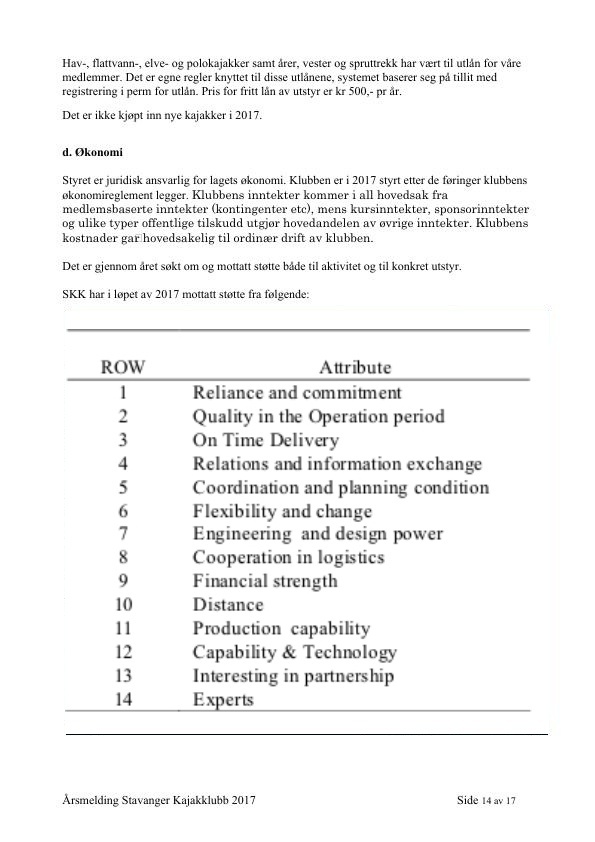 Hav-, flattvann-, elve- og polokajakker samt årer, vester og spruttrekk har vært til utlån for våre
medlemmer. Det er egne regler knyttet til disse utlånene, systemet baserer seg på tillit med
registrering i perm for utlån. Pris for fritt lån av utstyr er kr 500,- pr år.
Det er ikke kjøpt inn nye kajakker i 2017.
d. Økonomi
Styret er juridisk ansvarlig for lagets økonomi. Klubben er i 2017 styrt etter de føringer klubbens
økonomireglement legger. Klubbens inntekter kommer i all hovedsak fra
medlemsbaserte inntekter (kontingenter etc), mens kursinntekter, sponsorinntekter
og ulike typer offentlige tilskudd utgjør hovedandelen av øvrige inntekter. Klubbens
kostnader går hovedsakelig til ordinær drift av klubben.
Det er gjennom året søkt om og mottatt støtte både til aktivitet og til konkret utstyr.
SKK har i løpet av 2017 mottatt støtte fra følgende:
ROW Attribute
1 Reliance and commitment
2 Quality in the Operation period
3 On Time Delivery
4 Relations and information exchange
5 Coordination and planning condition
6 Flexibility and change
7 Engineering and design power
8 Cooperation in logistics
9 Financial strength
10 Distance
11 Production capability
12 Capability & Technology
13 Interesting in partnership
14 Experts
Årsmelding Stavanger Kajakklubb 2017 Side 14 av 17